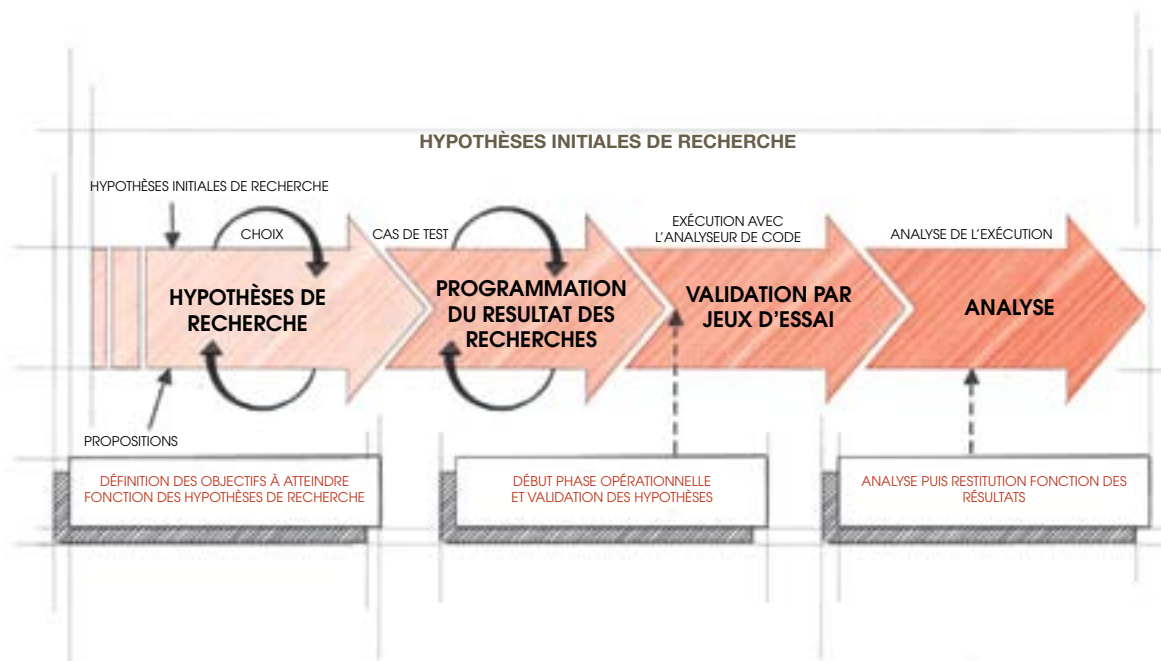 HYPOTHÈSES INITIALES DE RECHERCHE
HYPOTHÈSES INITIALES DE RECHERCHE
CHOIX
CAS DE TEST
EXÉCUTION AVEC
L'ANALYSEUR DE CODE
ANALYSE DE L'EXÉCUTION
HYPOTHÈSES DE
RECHERCHE
PROGRAMMATION
DU RESULTAT DES
RECHERCHES
VALIDATION PAR
JEUX D'ESSAI
ANALYSE
PROPOSITIONS
DÉFINITION DES OBJECTIFS À ATTEINDRE
FONCTION DES HYPOTHÈSES DE RECHERCHE
DÉBUT PHASE OPÉRATIONNELLE
ET VALIDATION DES HYPOTHÈSES
ANALYSE PUIS RESTITUTION FONCTION DES
RÉSULTATS